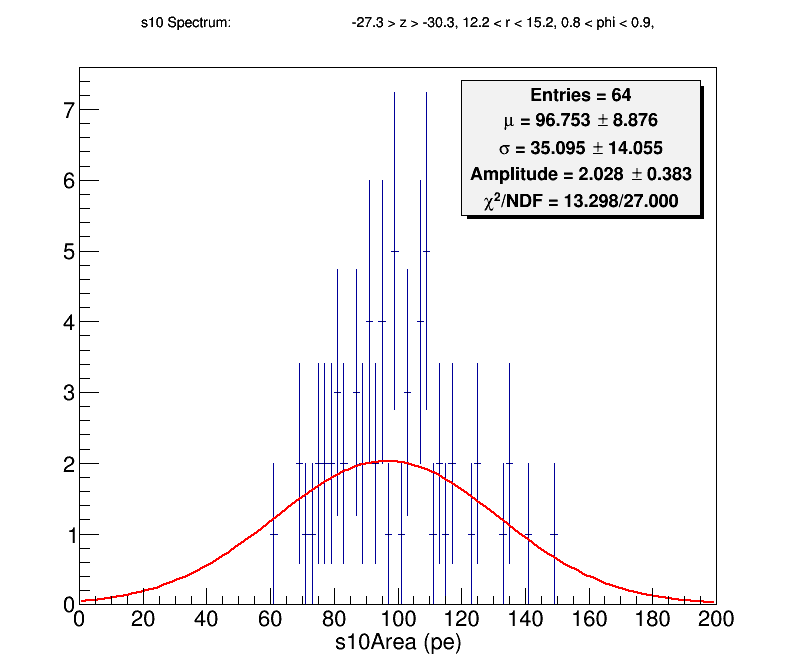 s10 Spectrum: -27.3 > z > -30.3, 12.2 < r < 15.2, 0.8 < phi < 0.9,
Entries = 64
μ = 96.753 ± 8.876
σ = 35.095 ± 14.055
Amplitude = 2.028 ± 0.383
χ²/NDF = 13.298/27.000
7
6
5
4
3
2
1
0
0 20 40 60 80 100 120 140 160 180 200
s10Area (pe)